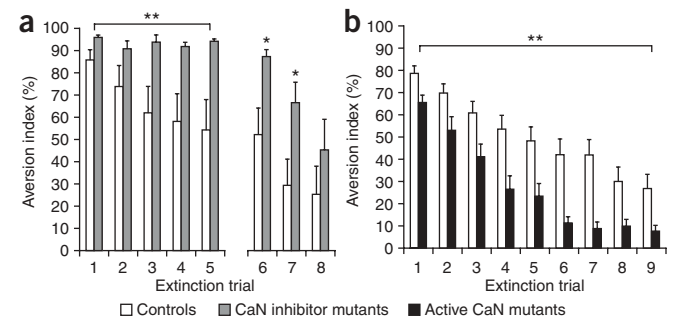 a
**
* *
Aversion index (%)
100
90
80
70
60
50
40
30
20
10
0
1 2 3 4 5 6 7 8
Extinction trial
b
**
Aversion index (%)
100
90
80
70
60
50
40
30
20
10
0
1 2 3 4 5 6 7 8 9
Extinction trial
Controls CaN inhibitor mutants Active CaN mutants